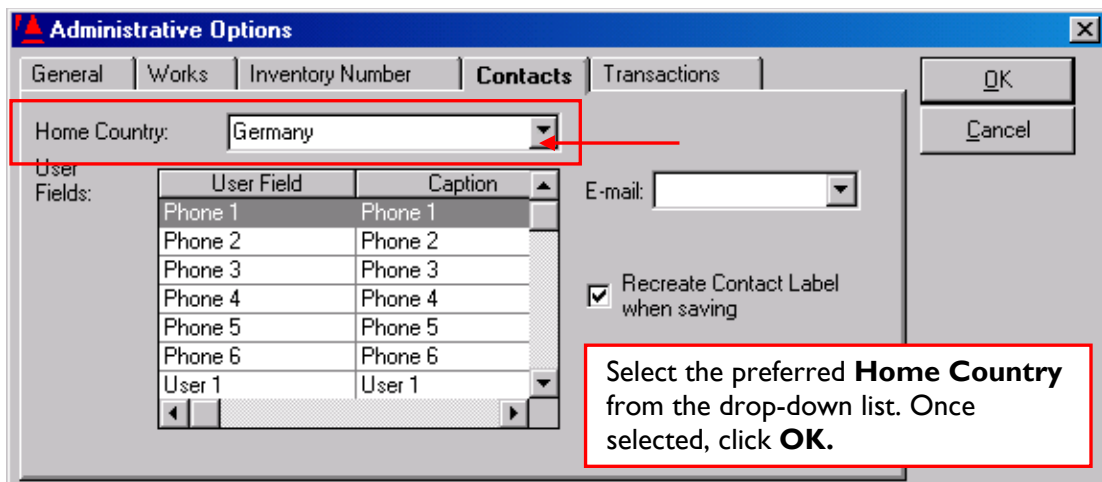 Administrative Options
General Works Inventory Number Contacts Transactions
OK
Cancel
Home Country: Germany
User
Fields:
User Field Caption
Phone 1 Phone 1
Phone 2 Phone 2
Phone 3 Phone 3
Phone 4 Phone 4
Phone 5 Phone 5
Phone 6 Phone 6
User 1 User 1
E-mail:
Recreate Contact Label
when saving
Select the preferred Home Country
from the drop-down list. Once
selected, click OK.